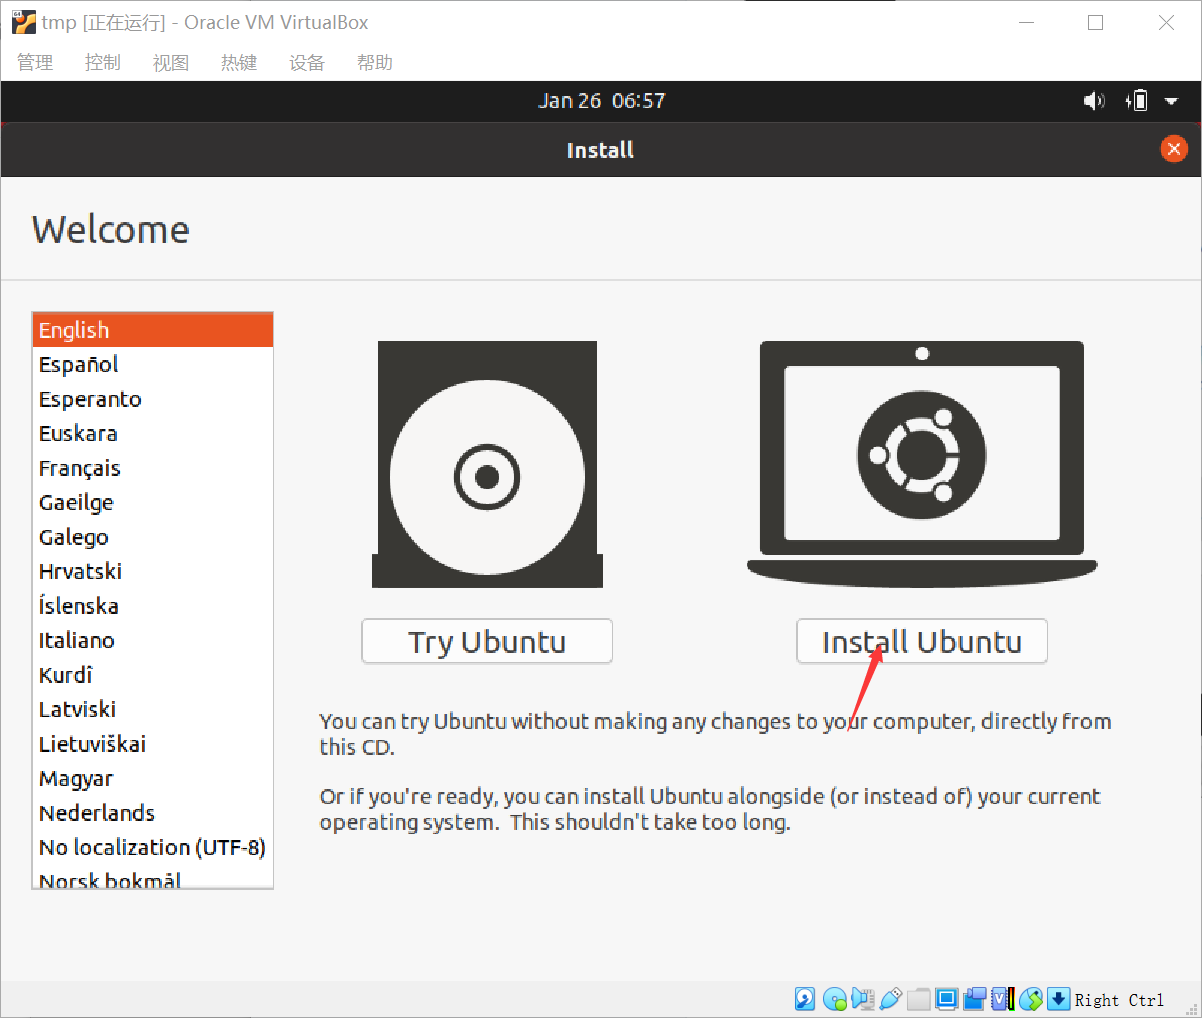 tmp [正在运行] - Oracle VM VirtualBox
管理 控制 视图 热键 设备 帮助
Jan 26 06:57
Install
Welcome
English
Español
Esperanto
Euskara
Français
Gaeilge
Galego
Hrvatski
Íslenska
Italiano
Kurdî
Latviski
Lietuviškai
Magyar
Nederlands
No localization (UTF-8)
Norsk bokmål
Try Ubuntu
Install Ubuntu
You can try Ubuntu without making any changes to your computer, directly from
this CD.
Or if you're ready, you can install Ubuntu alongside (or instead of) your current
operating system. This shouldn't take too long.
Right Ctrl